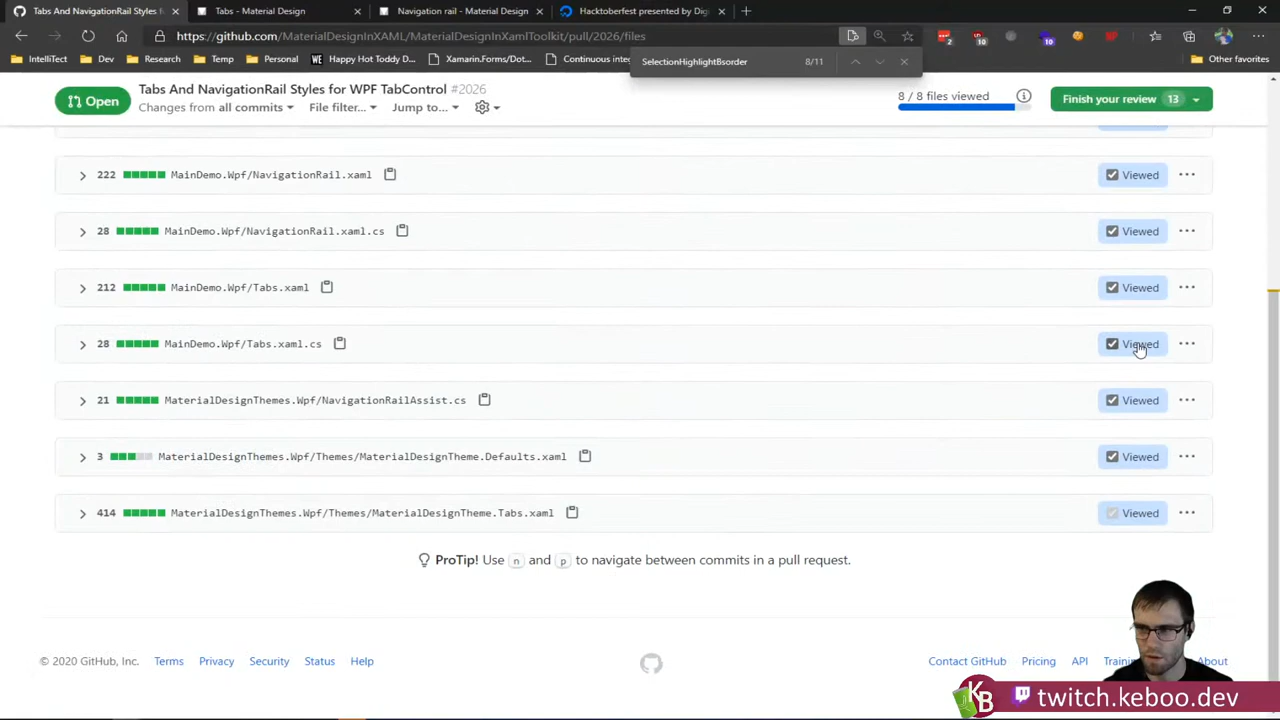 Tabs And NavigationRail Styles f
Tabs - Material Design
Navigation rail - Material Design
Hacktoberfest presented by Digi
https://github.com/MaterialDesignInXAML/MaterialDesignInXamlToolkit/pull/2026/files
IntelliTect
Dev
Research
Temp
Personal
Happy Hot Toddy D...
Xamarin.Forms/Dot...
Continuous inte
Other favorites
SelectionHighlightBsorder 8/11
Open
Tabs And NavigationRail Styles for WPF TabControl #2026
Changes from all commits File filter... Jump to...
8 / 8 files viewed
Finish your review 13
222 MainDemo.Wpf/NavigationRail.xaml Viewed
28 MainDemo.Wpf/NavigationRail.xaml.cs Viewed
212 MainDemo.Wpf/Tabs.xaml Viewed
28 MainDemo.Wpf/Tabs.xaml.cs Viewed
21 MaterialDesignThemes.Wpf/NavigationRailAssist.cs Viewed
3 MaterialDesignThemes.Wpf/Themes/MaterialDesignTheme.Defaults.xaml Viewed
414 MaterialDesignThemes.Wpf/Themes/MaterialDesignTheme.Tabs.xaml Viewed
ProTip! Use n and p to navigate between commits in a pull request.
© 2020 GitHub, Inc. Terms Privacy Security Status Help
Contact GitHub Pricing API Trainin About
KB twitch.keboo.dev